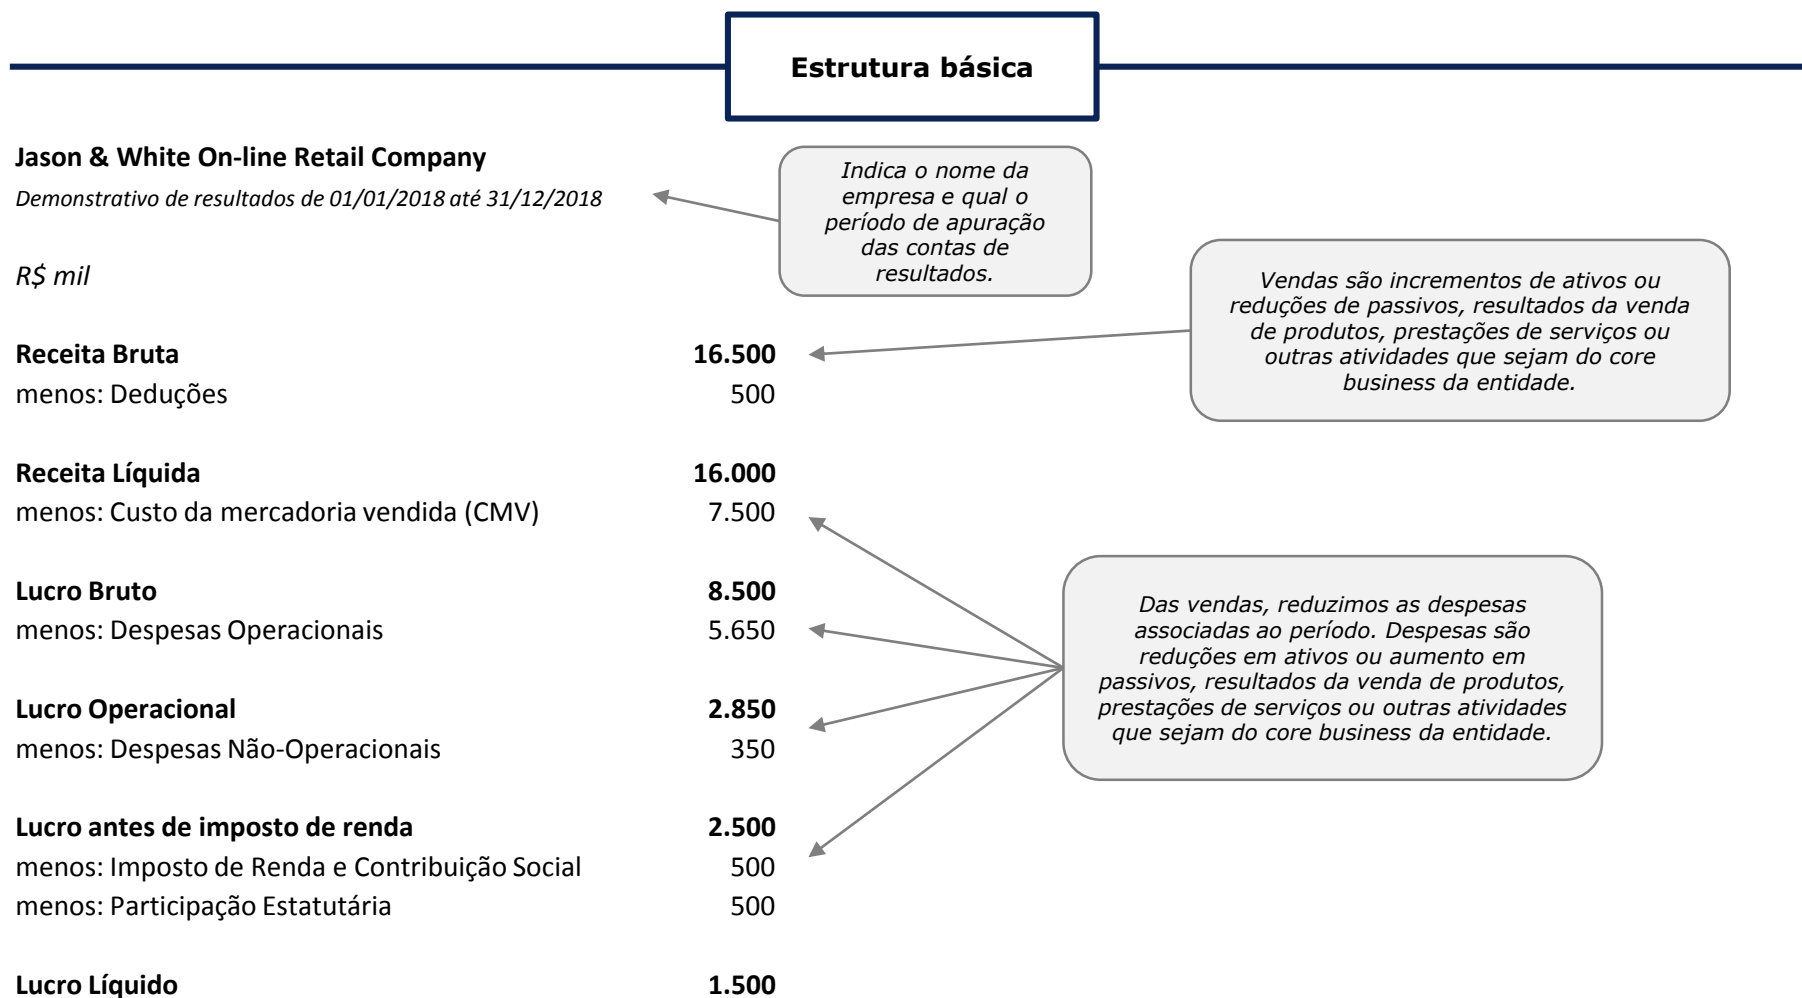 Estrutura básica
Jason & White On-line Retail Company
Demonstrativo de resultados de 01/01/2018 até 31/12/2018
Indica o nome da
empresa e qual o
período de apuração
das contas de
resultados.
R$ mil
Vendas são incrementos de ativos ou
reduções de passivos, resultados da venda
de produtos, prestações de serviços ou
outras atividades que sejam do core
business da entidade.
Receita Bruta 16.500
menos: Deduções 500
Receita Líquida 16.000
menos: Custo da mercadoria vendida (CMV) 7.500
Lucro Bruto 8.500
menos: Despesas Operacionais 5.650
Das vendas, reduzimos as despesas
associadas ao período. Despesas são
reduções em ativos ou aumento em
passivos, resultados da venda de produtos,
prestações de serviços ou outras atividades
que sejam do core business da entidade.
Lucro Operacional 2.850
menos: Despesas Não-Operacionais 350
Lucro antes de imposto de renda 2.500
menos: Imposto de Renda e Contribuição Social 500
menos: Participação Estatutária 500
Lucro Líquido 1.500